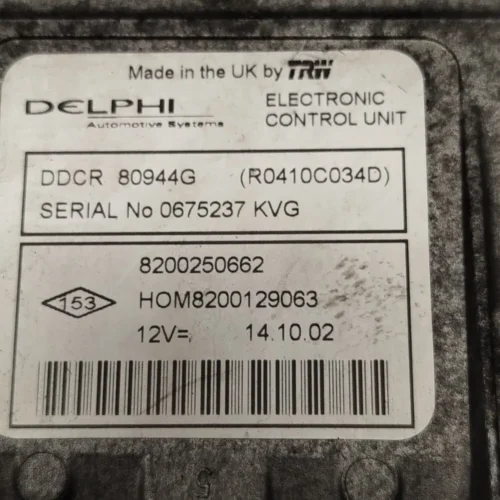 Made in the UK by TRW
DELPHI
Automotive Systems
ELECTRONIC
CONTROL UNIT
DDCR 80944G (R0410C034D)
SERIAL No 0675237 KVG
8200250662
153
HOM8200129063
12V=, 14.10.02
5